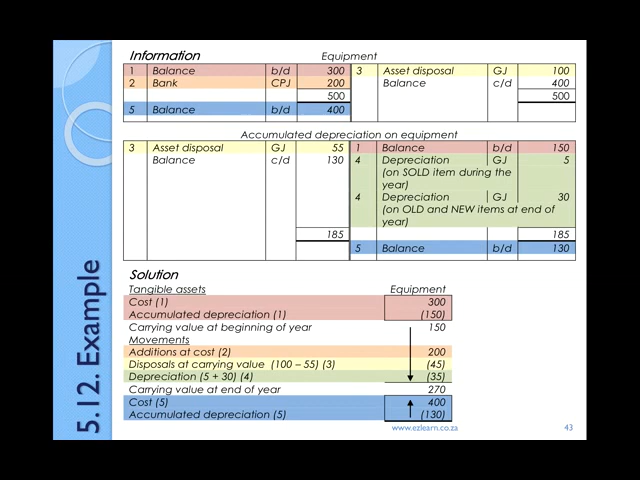 5.12. Example
Information
Equipment
1 Balance b/d 300 3 Asset disposal GJ 100
2 Bank CPJ 200 Balance c/d 400
500 500
5 Balance b/d 400
Accumulated depreciation on equipment
3 Asset disposal GJ 55 1 Balance b/d 150
Balance c/d 130 4 Depreciation GJ 5
(on SOLD item during the
year)
4 Depreciation GJ 30
(on OLD and NEW items at end of
year)
185 185
5 Balance b/d 130
Solution
Tangible assets Equipment
Cost (1) 300
Accumulated depreciation (1) (150)
Carrying value at beginning of year 150
Movements
Additions at cost (2) 200
Disposals at carrying value (100 – 55) (3) (45)
Depreciation (5 + 30) (4) (35)
Carrying value at end of year 270
Cost (5) 400
Accumulated depreciation (5) (130)
www.ezlearn.co.za 43